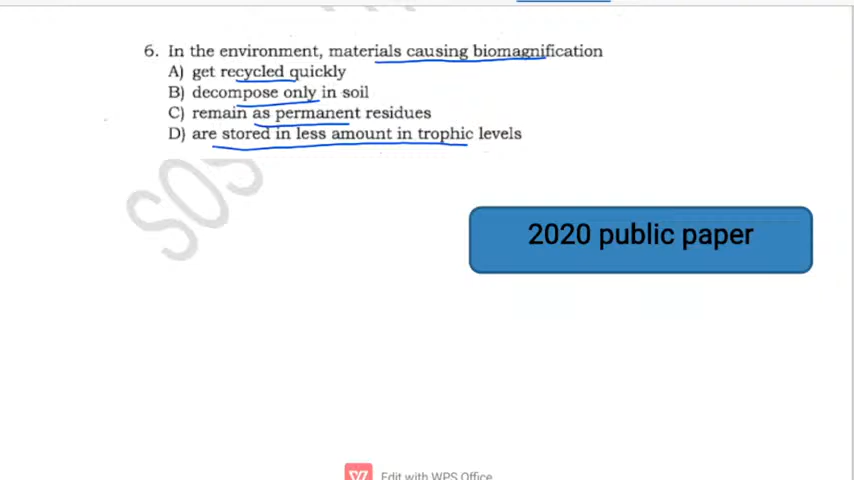 6. In the environment, materials causing biomagnification
A) get recycled quickly
B) decompose only in soil
C) remain as permanent residues
D) are stored in less amount in trophic levels
SOS
2020 public paper
Edit with WPS Office